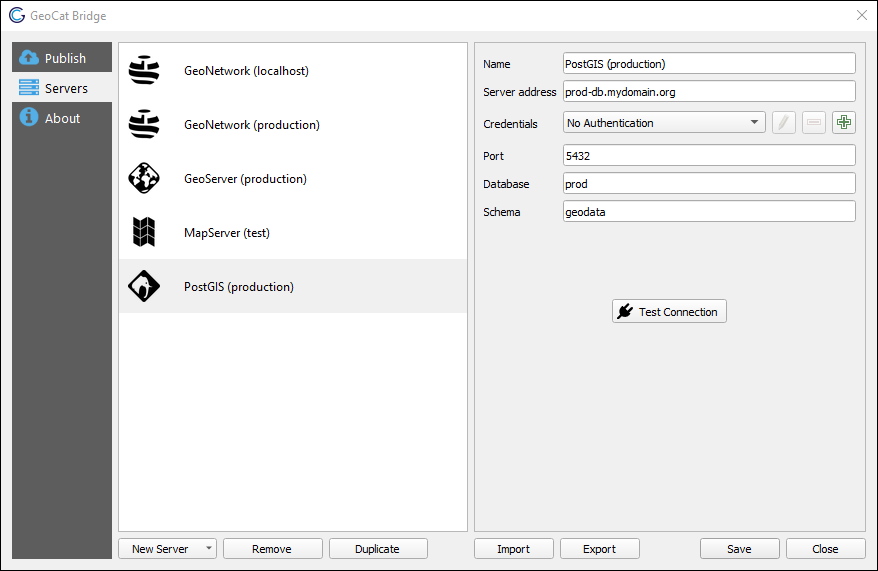 GeoCat Bridge
Publish
Servers
About
GeoNetwork (localhost)
GeoNetwork (production)
GeoServer (production)
MapServer (test)
PostGIS (production)
Name PostGIS (production)
Server address prod-db.mydomain.org
Credentials No Authentication
Port 5432
Database prod
Schema geodata
Test Connection
New Server Remove Duplicate Import Export Save Close